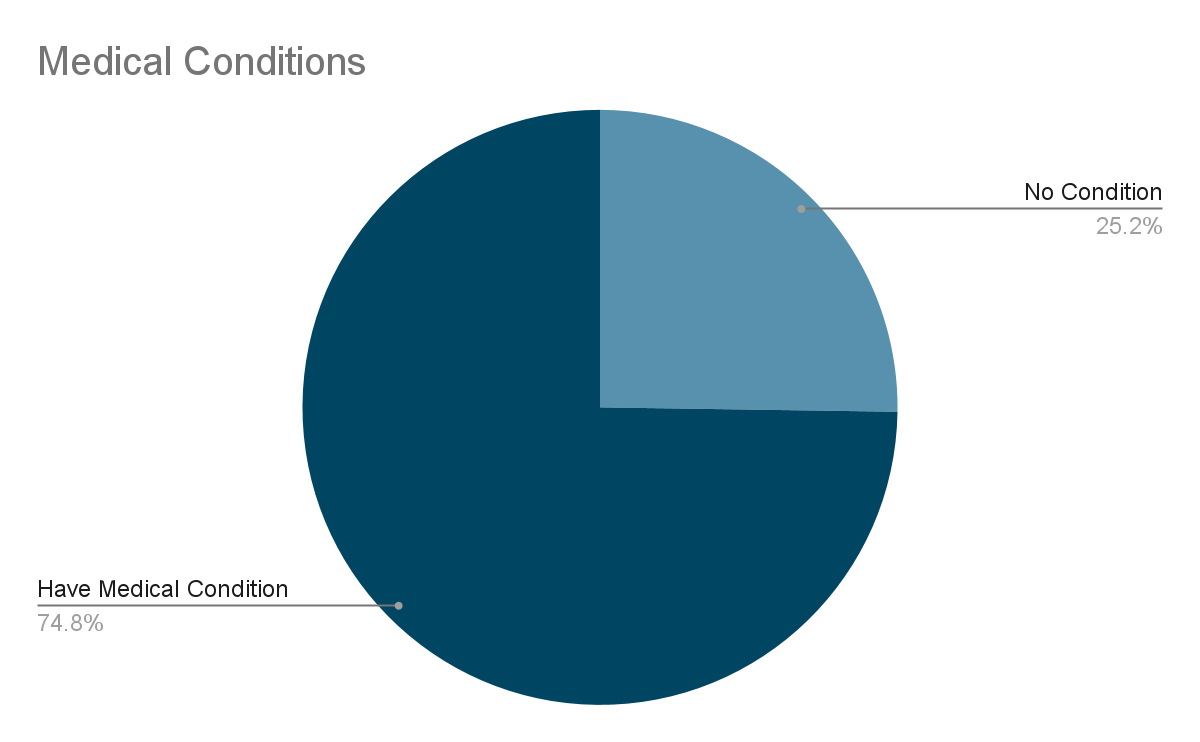 Medical Conditions
No Condition
25.2%
Have Medical Condition
74.8%